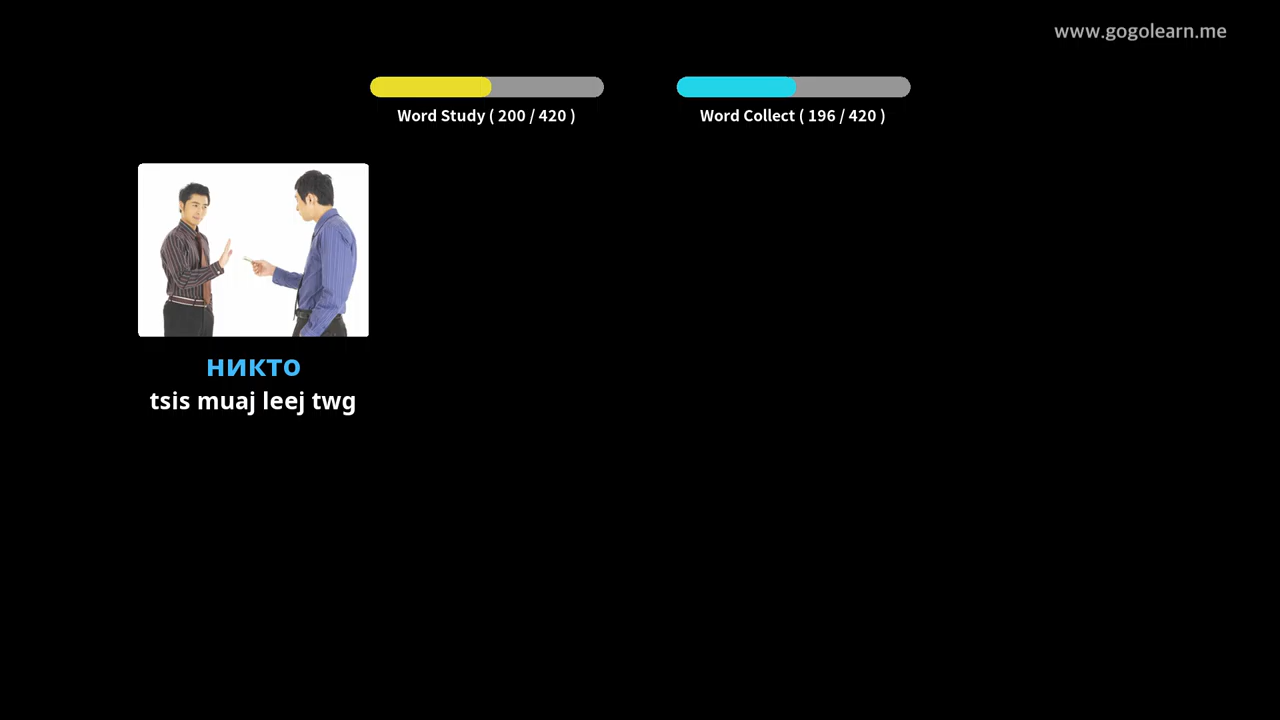 www.gogolearn.me
Word Study ( 200 / 420 )
Word Collect ( 196 / 420 )
никто
tsis muaj leej twg